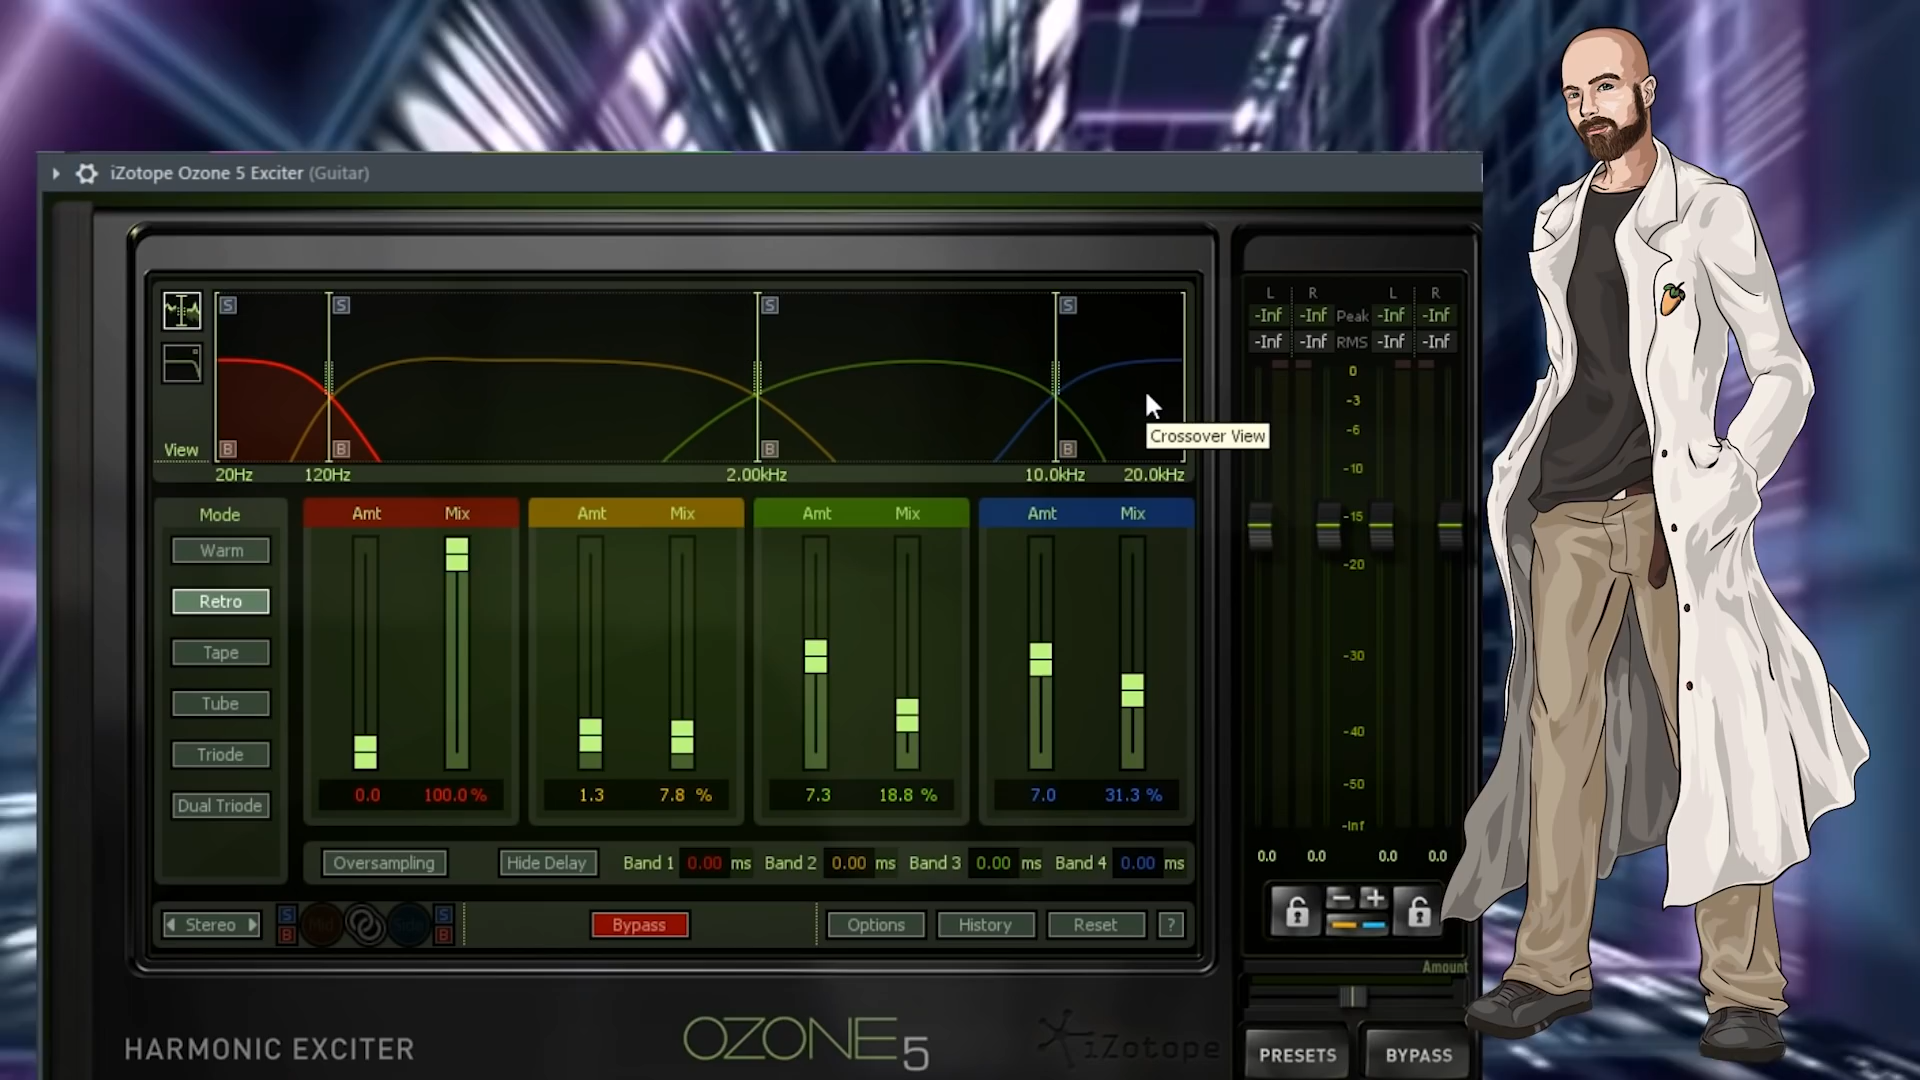 iZotope Ozone 5 Exciter (Guitar)
S S S S
View
B B B B
20Hz 120Hz 2.00kHz 10.0kHz 20.0kHz
Crossover View
Mode
Warm
Retro
Tape
Tube
Triode
Dual Triode
Amt Mix Amt Mix Amt Mix Amt Mix
0.0 100.0 % 1.3 7.8 % 7.3 18.8 % 7.0 31.3 %
Oversampling Hide Delay Band 1 0.00 ms Band 2 0.00 ms Band 3 0.00 ms Band 4 0.00 ms
Stereo S B Mid S B Bypass Options History Reset ?
L R L R
-Inf -Inf Peak -Inf -Inf
-Inf -Inf RMS -Inf -Inf
0
-3
-6
-10
-15
-20
-30
-40
-50
-Inf
0.0 0.0 0.0 0.0
Amount
PRESETS BYPASS
HARMONIC EXCITER OZONE 5 iZotope